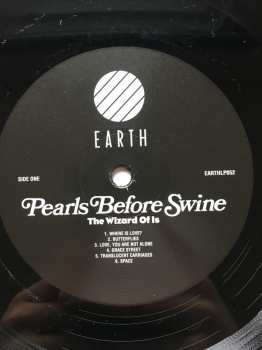 EARTH
SIDE ONE
EARTHLP052
Pearls Before Swine
The Wizard Of Is
1. WHERE IS LOVE?
2. BUTTERFLIES
3. LOVE, YOU ARE NOT ALONE
4. GRACE STREET
5. TRANSLUCENT CARRIAGES
6. SPACE